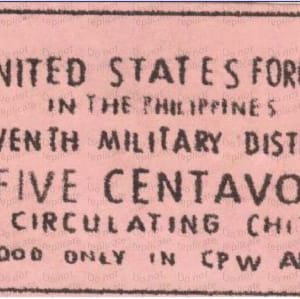 NITED STATES FOR
IN THE PHILIPPINES
VENTH MILITARY DIST
FIVE CENTAVO
CIRCULATING CHI
OOD ONLY IN CPW A